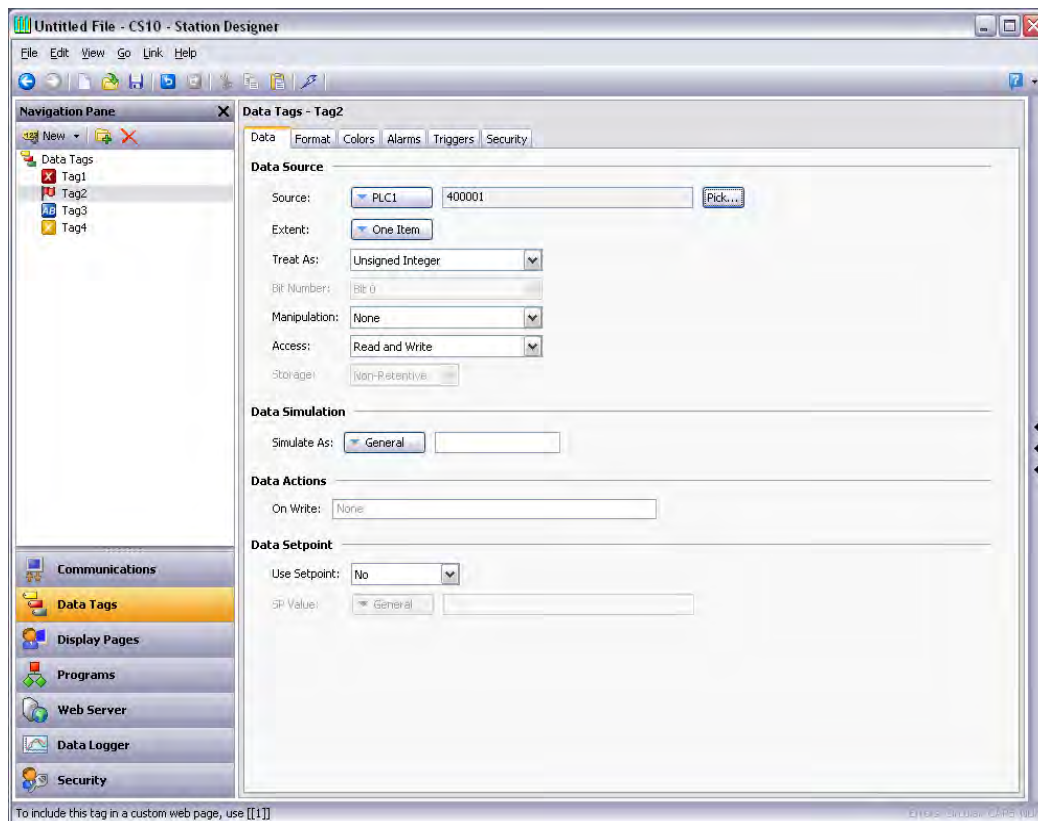 Untitled File - CS10 - Station Designer
File Edit View Go Link Help
Navigation Pane
New
Data Tags
Tag1
Tag2
Tag3
Tag4
Communications
Data Tags
Display Pages
Programs
Web Server
Data Logger
Security
Data Tags - Tag2
Data Format Colors Alarms Triggers Security
Data Source
Source: PLC1 400001 Pick...
Extent: One Item
Treat As: Unsigned Integer
Bit Number: Bit 0
Manipulation: None
Access: Read and Write
Storage: Non-Retentive
Data Simulation
Simulate As: General
Data Actions
On Write: None
Data Setpoint
Use Setpoint: No
SP Value: General
To include this tag in a custom web page, use [[1]]